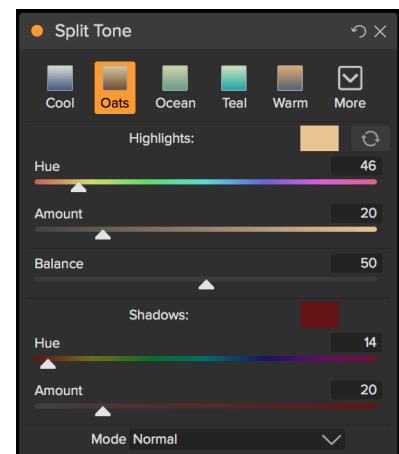 Split Tone
Cool Oats Ocean Teal Warm More
Highlights:
Hue 46
Amount 20
Balance 50
Shadows:
Hue 14
Amount 20
Mode Normal